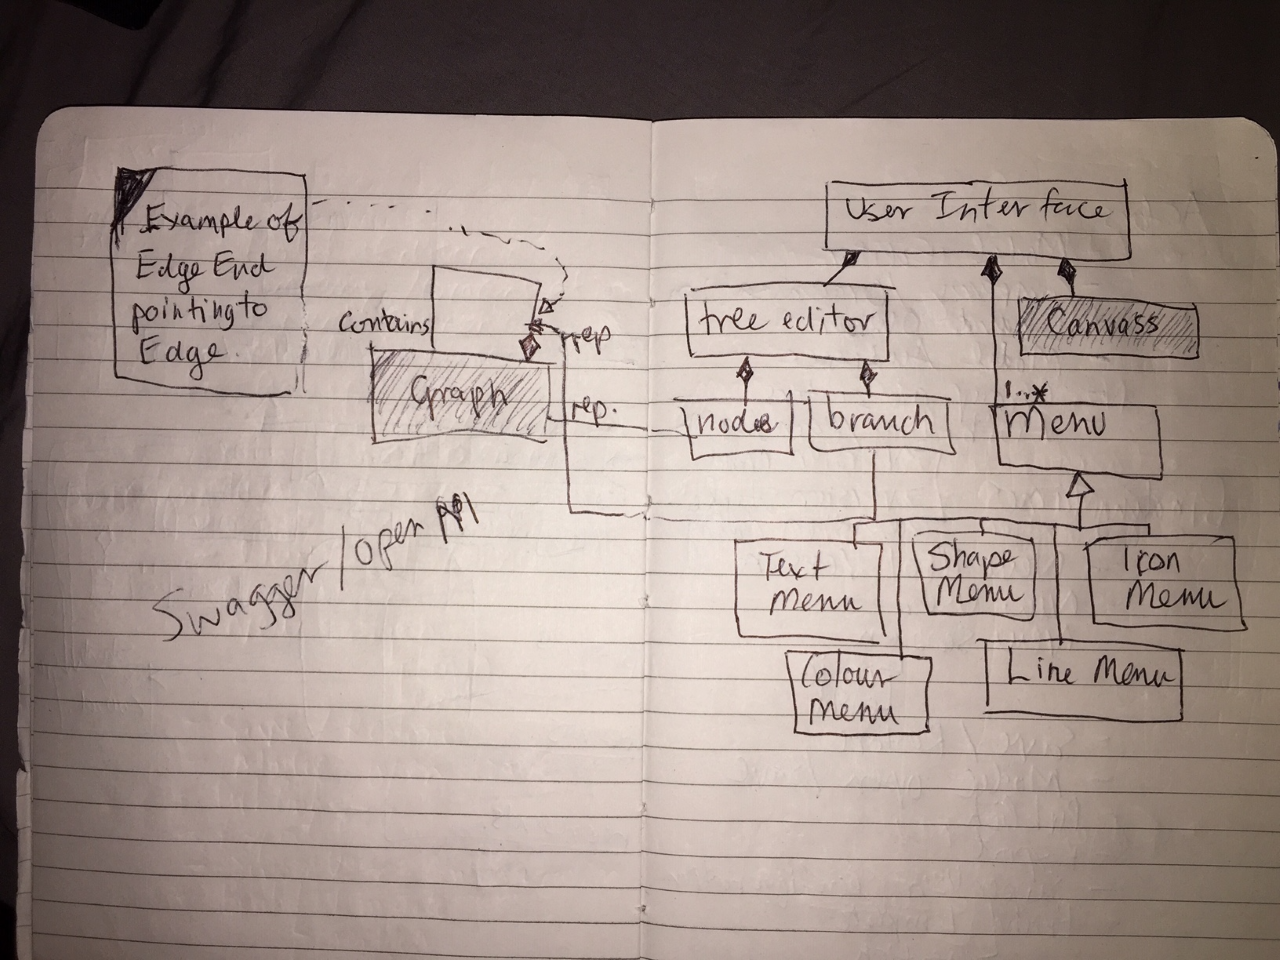 Example of
Edge End
pointing to
Edge.
Contains
rep
Graph
rep.
Swagger/open API
User Interface
tree editor
Canvass
nodes
branch
1..*
Menu
Text
Menu
Shape
Menu
Icon
Menu
Colour
Menu
Line Menu